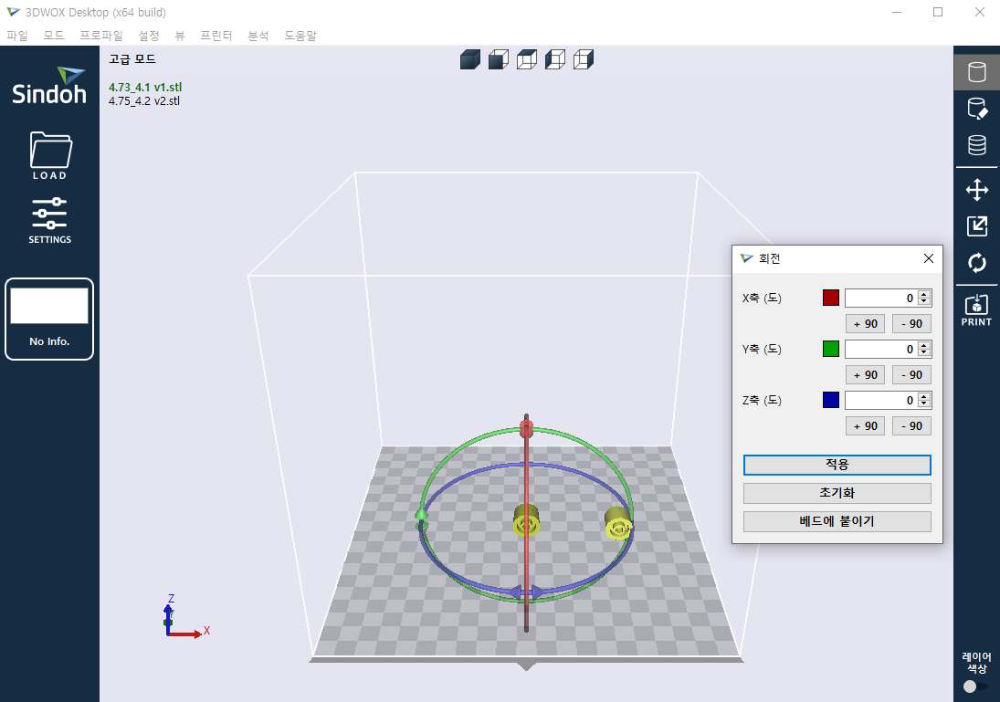 3DWOX Desktop (x64 build)
파일 모드 프로파일 설정 뷰 프린터 분석 도움말
Sindoh
LOAD
SETTINGS
No Info.
고급 모드
4.73_4.1 v1.stl
4.75_4.2 v2.stl
Z
Y
X
회전
X축 (도) 0
+ 90 - 90
Y축 (도) 0
+ 90 - 90
Z축 (도) 0
+ 90 - 90
적용
초기화
베드에 붙이기
PRINT
레이어
색상